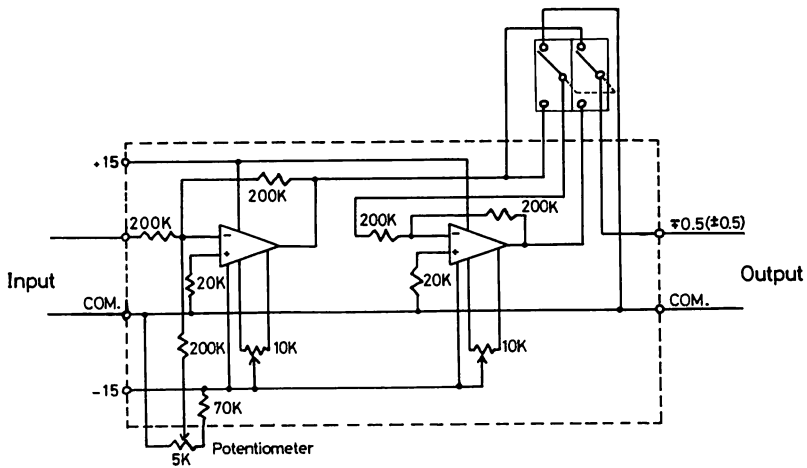 +15
200K
200K
200K
200K
Input
20K
20K
∓0.5(±0.5)
Output
COM.
COM.
200K
10K
10K
-15
70K
5K
Potentiometer